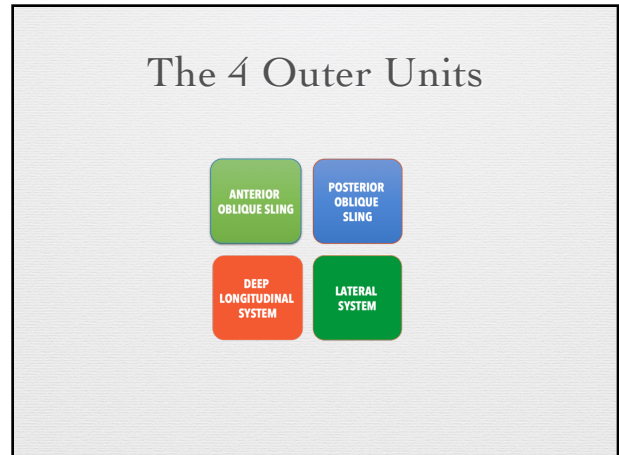 The 4 Outer Units
ANTERIOR
OBLIQUE SLING
POSTERIOR
OBLIQUE
SLING
DEEP
LONGITUDINAL
SYSTEM
LATERAL
SYSTEM